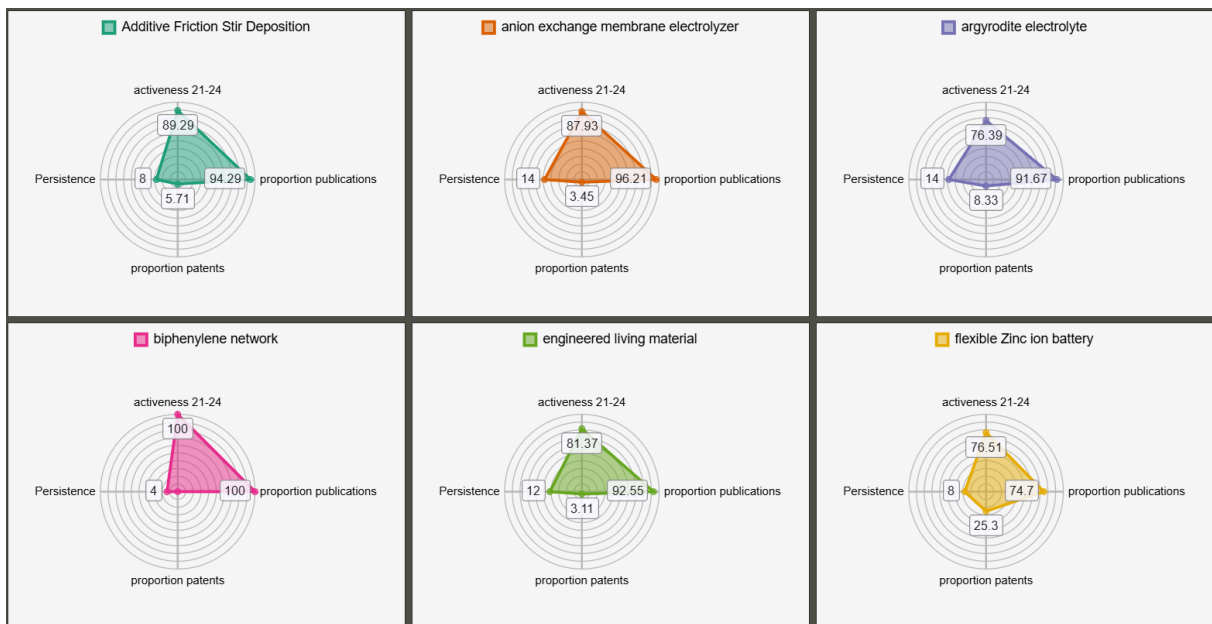 Additive Friction Stir Deposition
activeness 21-24
89.29
Persistence 8 94.29 proportion publications
5.71
proportion patents
anion exchange membrane electrolyzer
activeness 21-24
87.93
Persistence 14 96.21 proportion publications
3.45
proportion patents
argyrodite electrolyte
activeness 21-24
76.39
Persistence 14 91.67 proportion publications
8.33
proportion patents
biphenylene network
activeness 21-24
100
Persistence 4 100 proportion publications
proportion patents
engineered living material
activeness 21-24
81.37
Persistence 12 92.55 proportion publications
3.11
proportion patents
flexible Zinc ion battery
activeness 21-24
76.51
Persistence 8 74.7 proportion publications
25.3
proportion patents